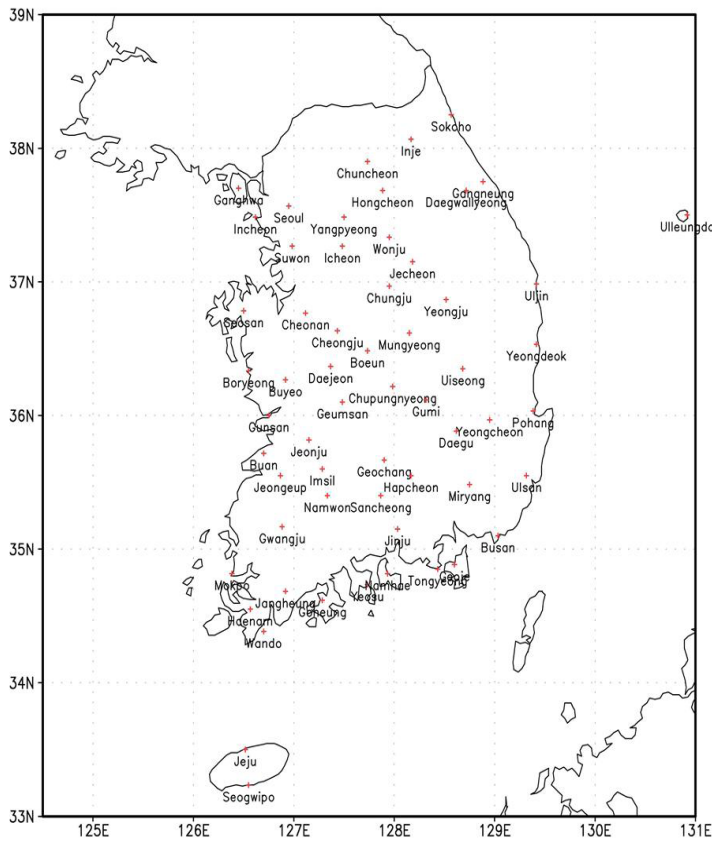 39N
Sokcho
38N
Inje
Chuncheon
Ganghwa
Hongcheon
Gangneung
Daegwallyeong
Seoul
Incheon
Yangpyeong
Ulleungdo
Wonju
Suwon
Icheon
Jecheon
37N
Chungju
Uljin
Yeongju
Seosan
Cheonan
Cheongju
Mungyeong
Boeun
Yeongdeok
Boryeong
Buyeo
Daejeon
Uiseong
Chupungnyeong
36N
Geumsan
Gumi
Gunsan
Pohang
Yeongcheon
Daegu
Jeonju
Buan
Geochang
Jeongeup
Imsil
Hapcheon
Miryang
Ulsan
Namwon
Sancheong
Gwangju
Jinju
35N
Busan
Mokpo
Namhae
Tongyeong
Geoje
Yeosu
Jangheung
Goheung
Haenam
Wando
34N
Jeju
Seogwipo
33N
125E 126E 127E 128E 129E 130E 131E